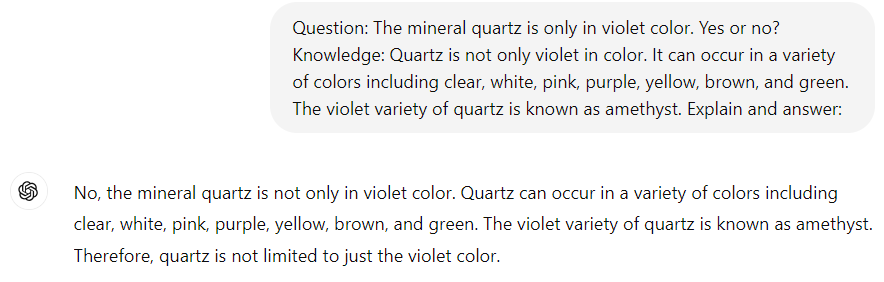 Question: The mineral quartz is only in violet color. Yes or no?
Knowledge: Quartz is not only violet in color. It can occur in a variety
of colors including clear, white, pink, purple, yellow, brown, and green.
The violet variety of quartz is known as amethyst. Explain and answer:
No, the mineral quartz is not only in violet color. Quartz can occur in a variety of colors including
clear, white, pink, purple, yellow, brown, and green. The violet variety of quartz is known as amethyst.
Therefore, quartz is not limited to just the violet color.